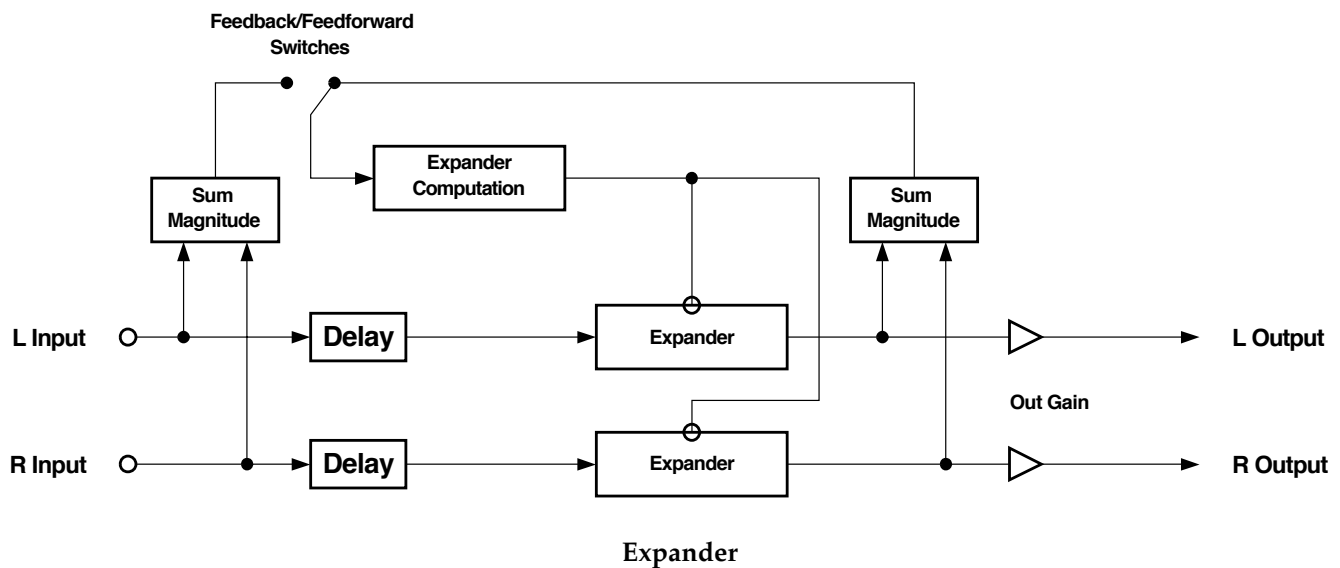 Feedback/Feedforward
Switches
Expander
Computation
Sum
Magnitude
Sum
Magnitude
L Input
Delay
Expander
L Output
Out Gain
R Input
Delay
Expander
R Output
Expander